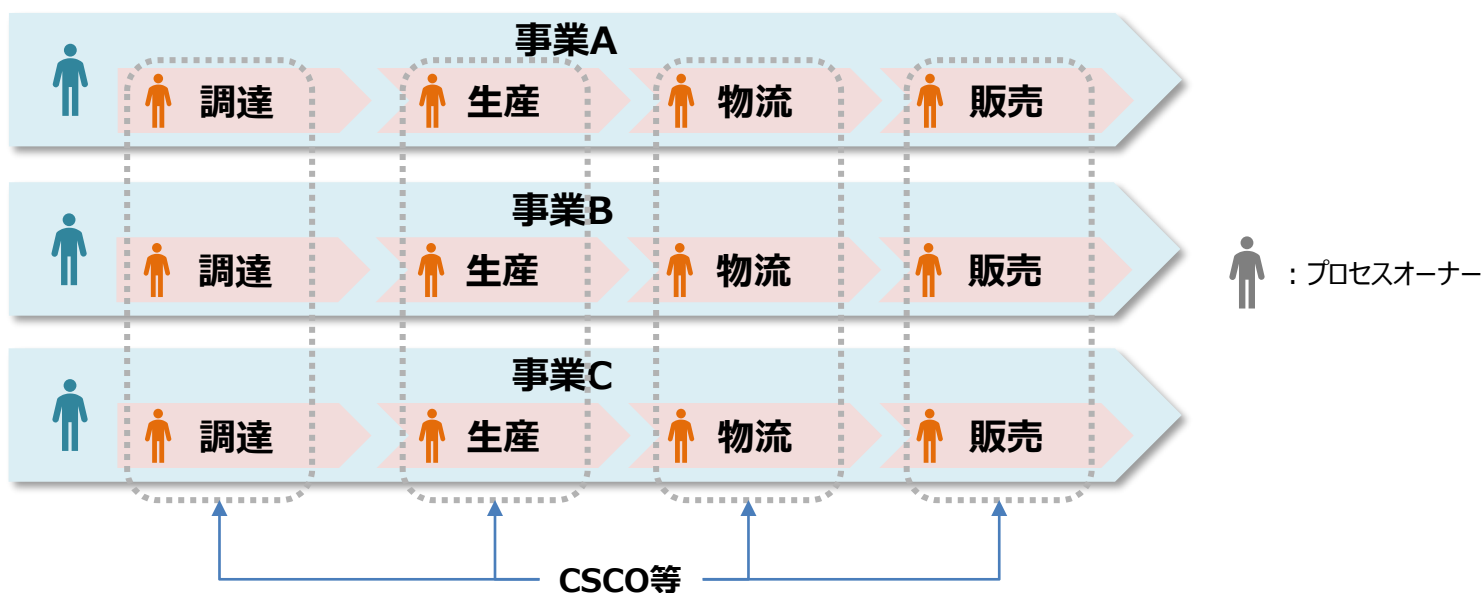 事業A
調達
生産
物流
販売
事業B
調達
生産
物流
販売
：プロセスオーナー
事業C
調達
生産
物流
販売
CSCO等